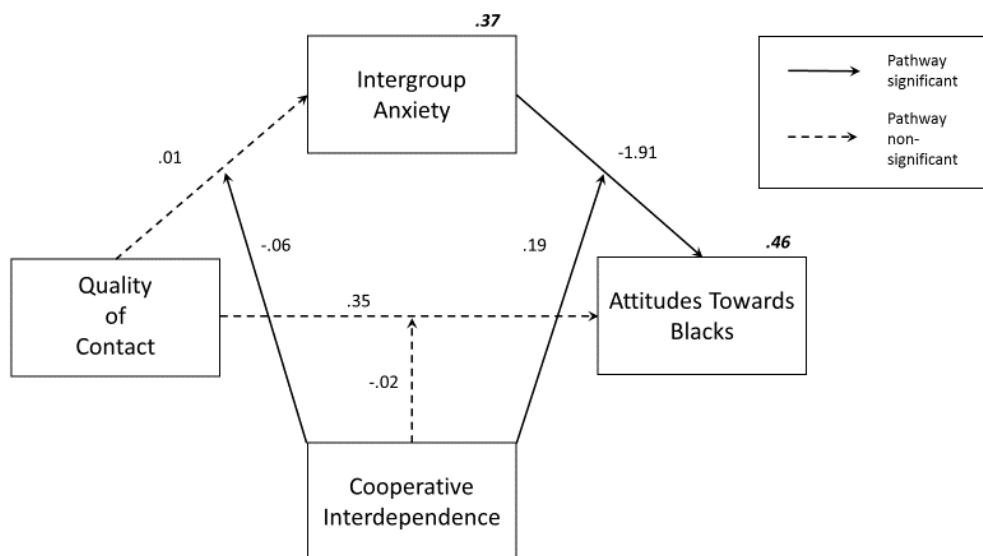 .37
Intergroup
Anxiety
Pathway
significant
Pathway
non-
significant
.01
-1.91
-.06
.19
.46
Quality
of
Contact
.35
Attitudes Towards
Blacks
-.02
Cooperative
Interdependence